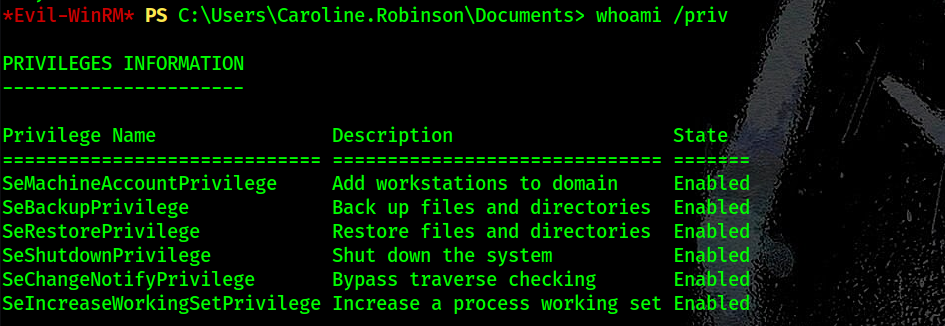 *Evil-WinRM* PS C:\Users\Caroline.Robinson\Documents> whoami /priv
PRIVILEGES INFORMATION
----------------------
Privilege Name                Description                    State
============================= ============================== =======
SeMachineAccountPrivilege     Add workstations to domain     Enabled
SeBackupPrivilege             Back up files and directories  Enabled
SeRestorePrivilege            Restore files and directories  Enabled
SeShutdownPrivilege           Shut down the system           Enabled
SeChangeNotifyPrivilege       Bypass traverse checking       Enabled
SeIncreaseWorkingSetPrivilege Increase a process working set Enabled